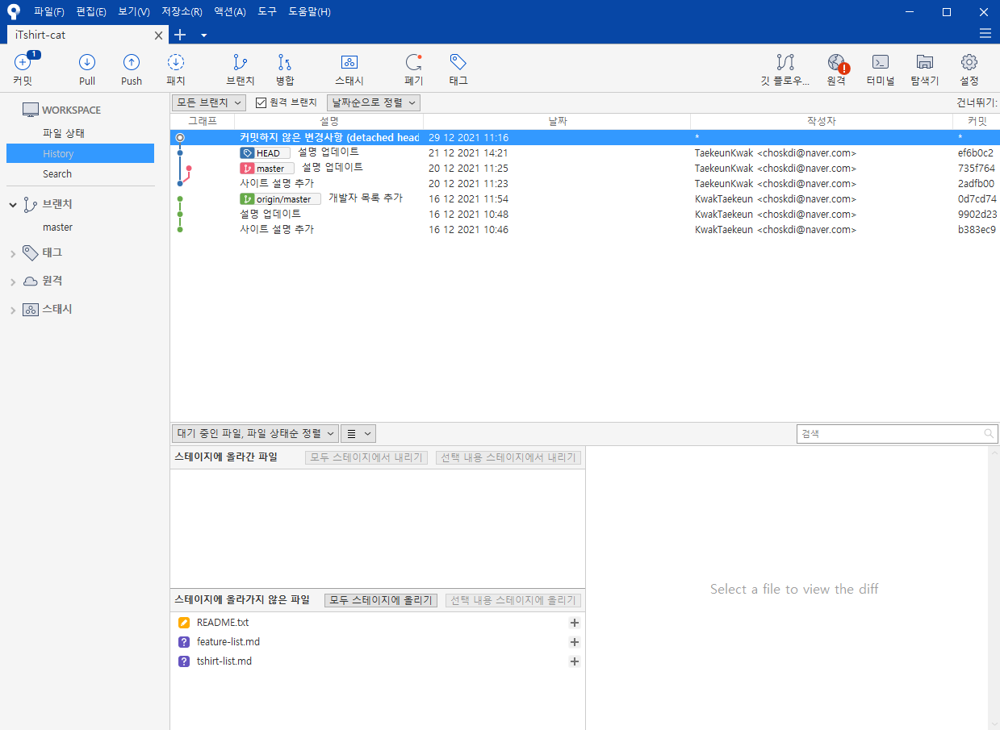 파일(F) 편집(E) 보기(V) 저장소(R) 액션(A) 도구 도움말(H)
iTshirt-cat
1
커밋 Pull Push 패치 브랜치 병합 스태시 폐기 태그 깃 플로우... 원격 터미널 탐색기 설정
WORKSPACE
파일 상태
History
Search
브랜치
master
태그
원격
스태시
모든 브랜치 원격 브랜치 날짜순으로 정렬 건너뛰기:
그래프 설명 날짜 작성자 커밋
커밋하지 않은 변경사항 (detached head 29 12 2021 11:16 * *
HEAD 설명 업데이트 21 12 2021 14:21 TaekeunKwak <choskdi@naver.com> ef6b0c2
master 설명 업데이트 20 12 2021 11:25 TaekeunKwak <choskdi@naver.com> 735f764
사이트 설명 추가 20 12 2021 11:23 TaekeunKwak <choskdi@naver.com> 2adfb00
origin/master 개발자 목록 추가 16 12 2021 11:54 KwakTaekeun <choskdi@naver.com> 0d7cd74
설명 업데이트 16 12 2021 10:48 KwakTaekeun <choskdi@naver.com> 9902d23
사이트 설명 추가 16 12 2021 10:46 KwakTaekeun <choskdi@naver.com> b383ec9
대기 중인 파일, 파일 상태순 정렬 검색
스테이지에 올라간 파일 모두 스테이지에서 내리기 선택 내용 스테이지에서 내리기
스테이지에 올라가지 않은 파일 모두 스테이지에 올리기 선택 내용 스테이지에 올리기
README.txt
feature-list.md
tshirt-list.md
Select a file to view the diff